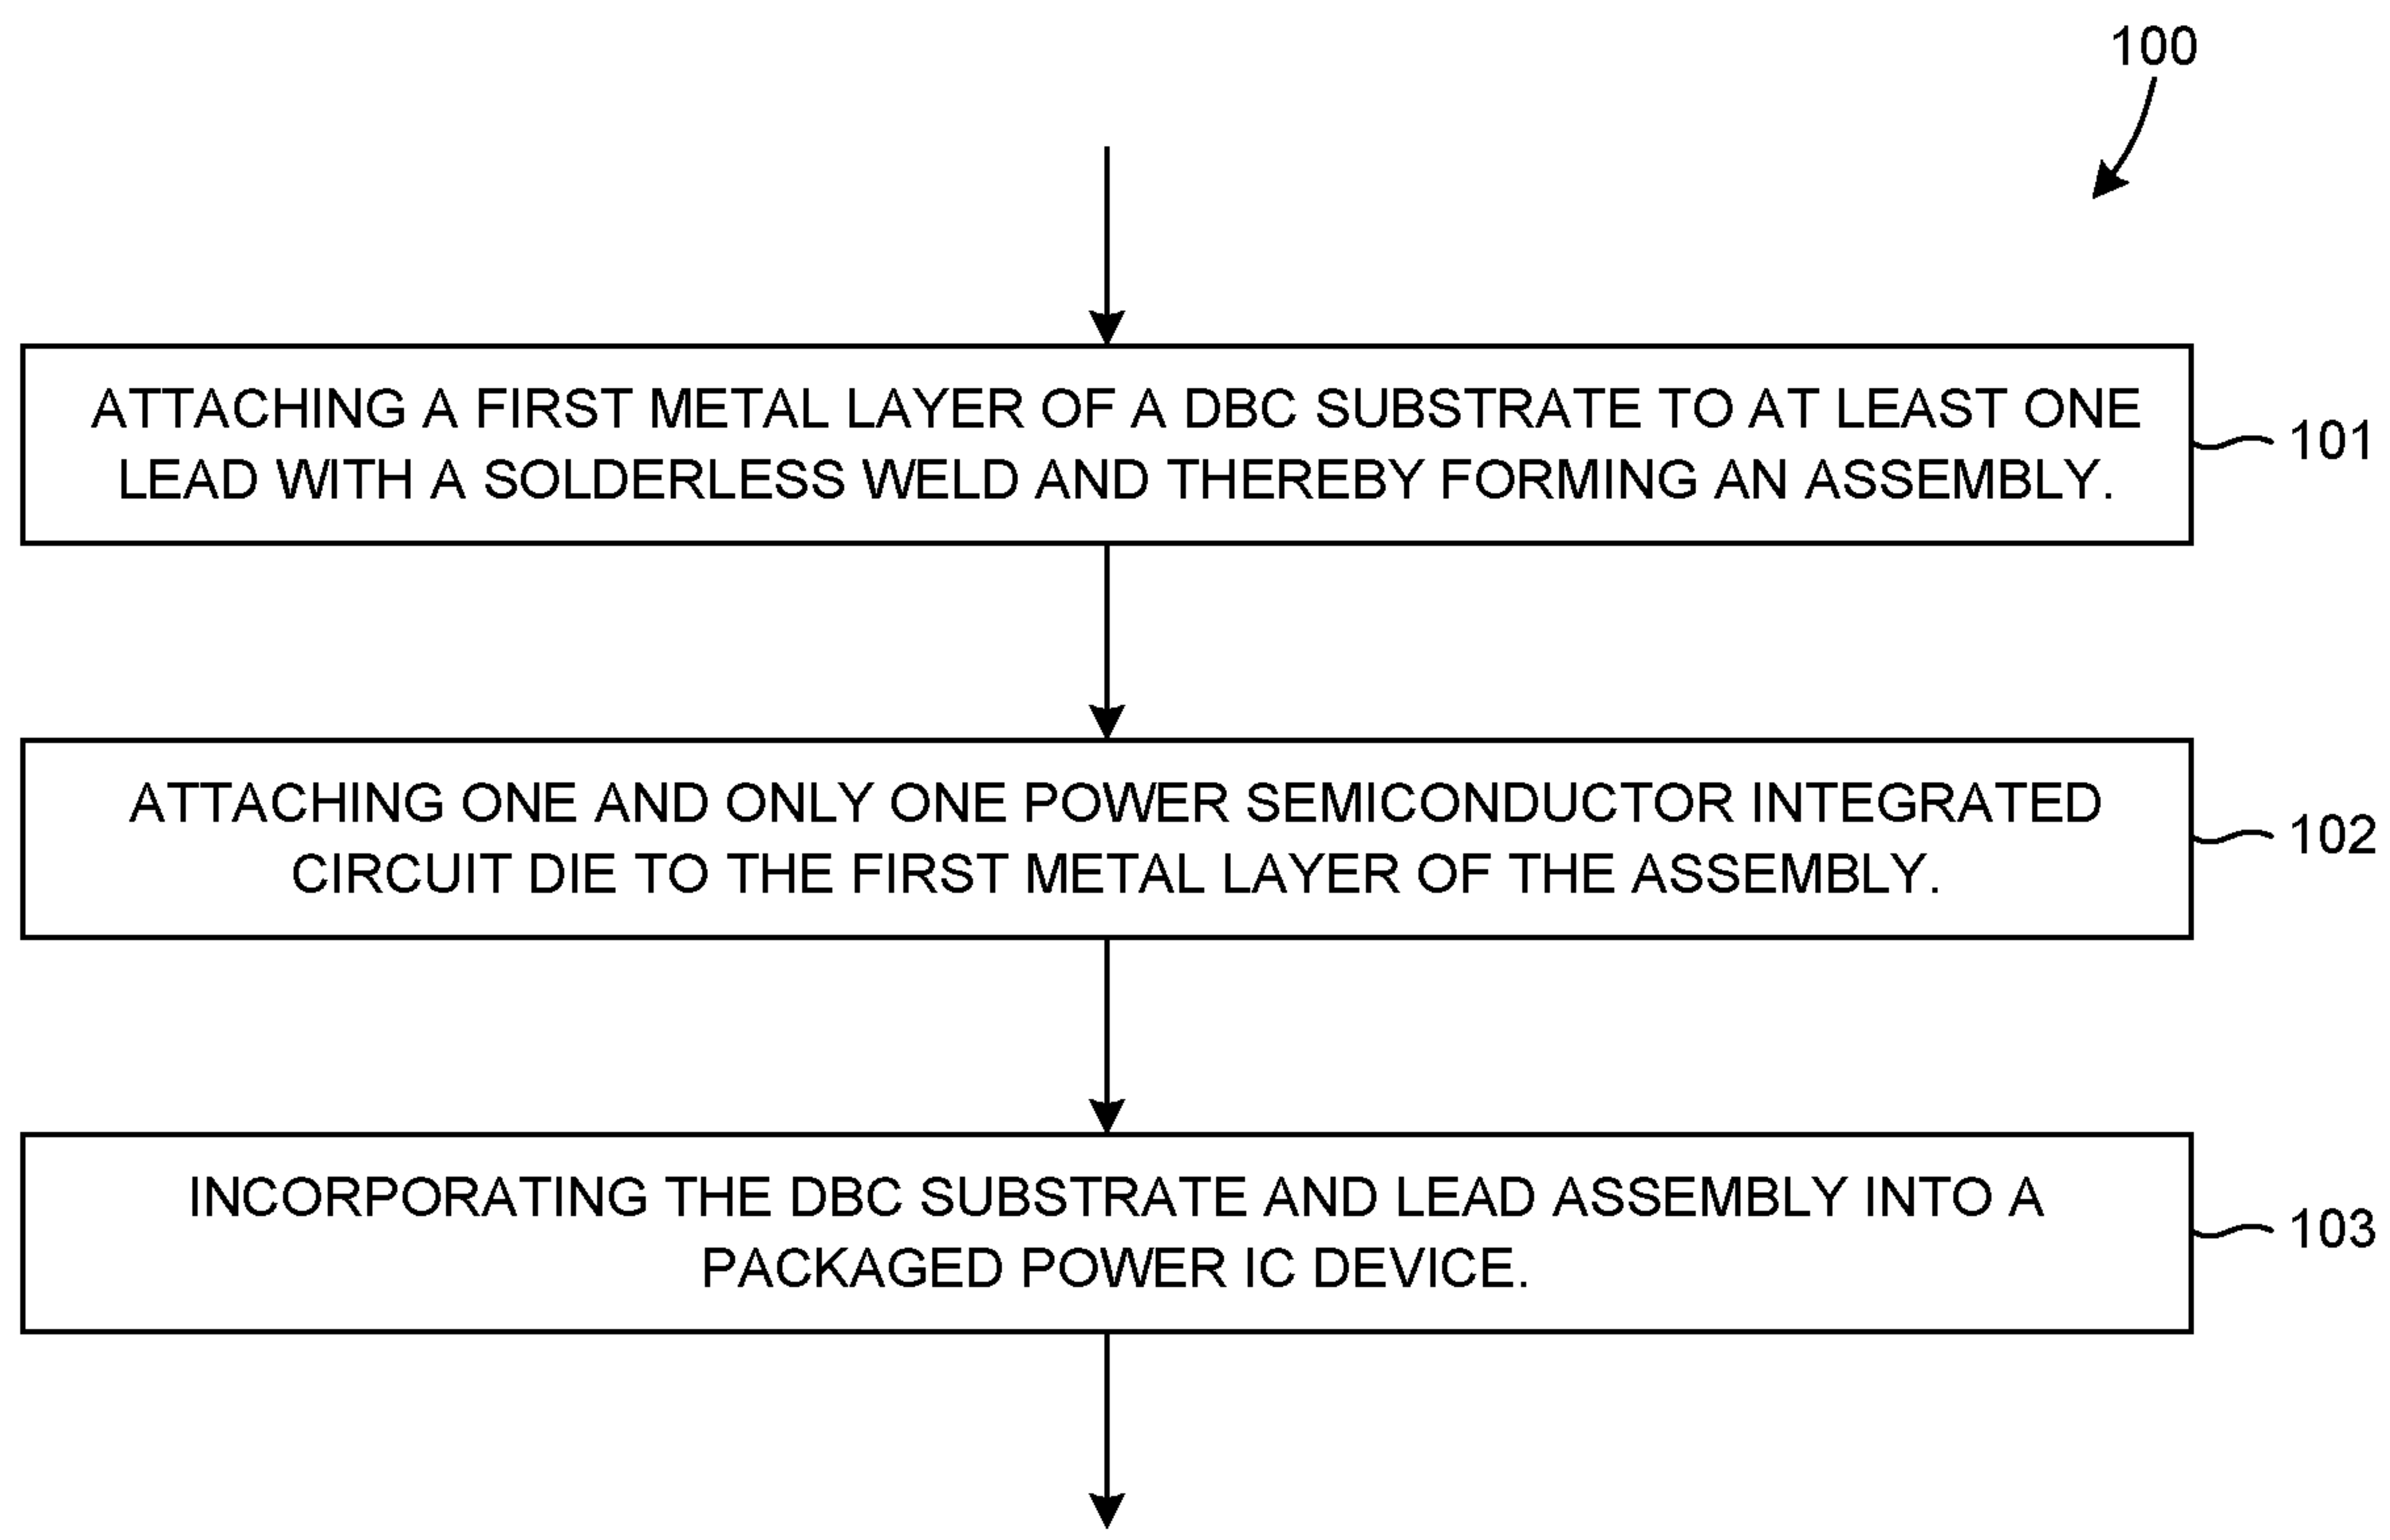 100
ATTACHING A FIRST METAL LAYER OF A DBC SUBSTRATE TO AT LEAST ONE
LEAD WITH A SOLDERLESS WELD AND THEREBY FORMING AN ASSEMBLY.
101
ATTACHING ONE AND ONLY ONE POWER SEMICONDUCTOR INTEGRATED
CIRCUIT DIE TO THE FIRST METAL LAYER OF THE ASSEMBLY.
102
INCORPORATING THE DBC SUBSTRATE AND LEAD ASSEMBLY INTO A
PACKAGED POWER IC DEVICE.
103